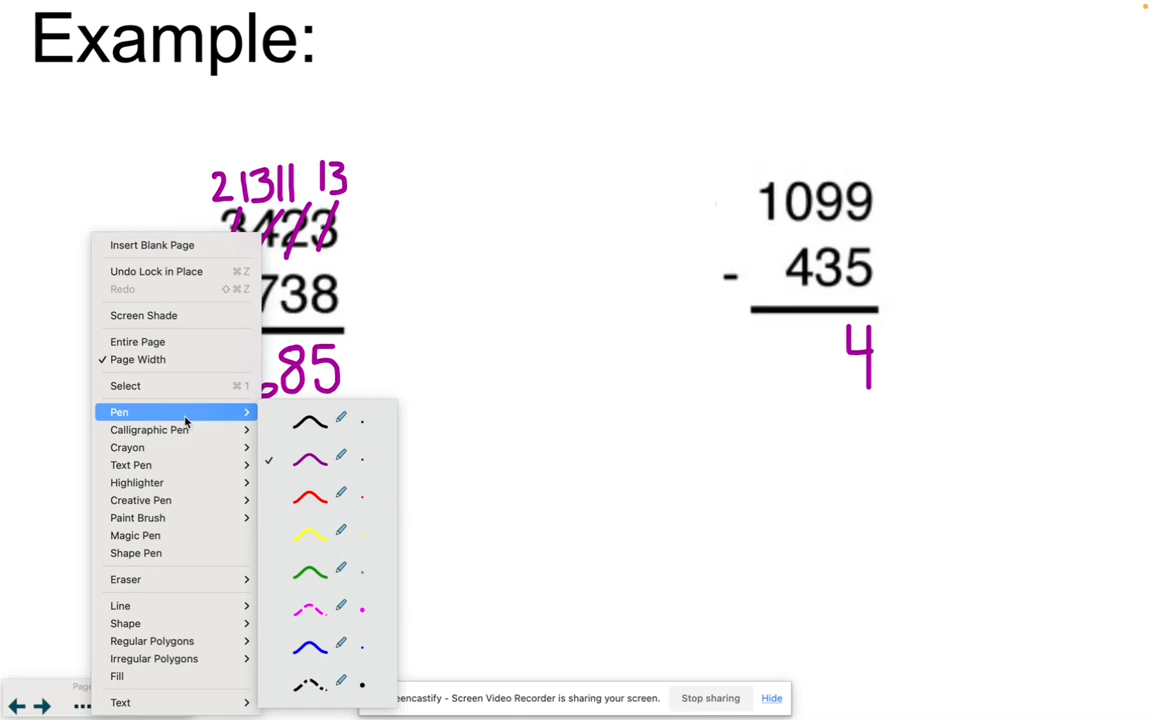 Example:
21311 13
3423
738
85
1099
- 435
4
Insert Blank Page
Undo Lock in Place ⌘Z
Redo ⇧⌘Z
Screen Shade
Entire Page
✓ Page Width
Select ⌘1
Pen
Calligraphic Pen
Crayon
Text Pen
Highlighter
Creative Pen
Paint Brush
Magic Pen
Shape Pen
Eraser
Line
Shape
Regular Polygons
Irregular Polygons
Fill
Text
Page
eencastify - Screen Video Recorder is sharing your screen.
Stop sharing
Hide